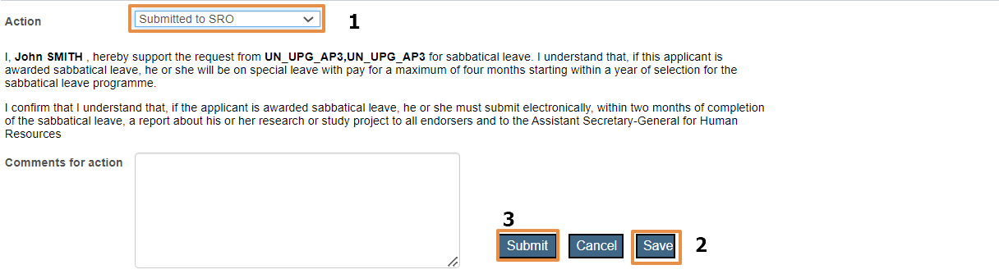 Action Submitted to SRO 1
I, John SMITH , hereby support the request from UN_UPG_AP3,UN_UPG_AP3 for sabbatical leave. I understand that, if this applicant is
awarded sabbatical leave, he or she will be on special leave with pay for a maximum of four months starting within a year of selection for the
sabbatical leave programme.
I confirm that I understand that, if the applicant is awarded sabbatical leave, he or she must submit electronically, within two months of completion
of the sabbatical leave, a report about his or her research or study project to all endorsers and to the Assistant Secretary-General for Human
Resources
Comments for action
3
Submit Cancel Save 2